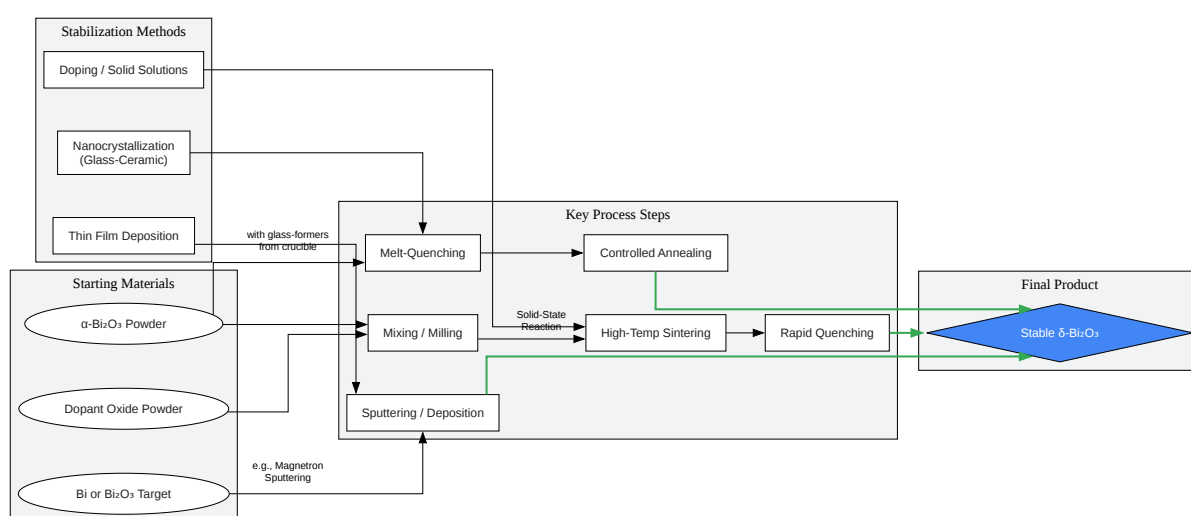 Stabilization Methods
Doping / Solid Solutions
Nanocrystallization
(Glass-Ceramic)
Thin Film Deposition
with glass-formers
from crucible
Starting Materials
α-Bi₂O₃ Powder
Dopant Oxide Powder
Bi or Bi₂O₃ Target
e.g., Magnetron
Sputtering
Key Process Steps
Melt-Quenching
Controlled Annealing
Mixing / Milling
Solid-State
Reaction
High-Temp Sintering
Rapid Quenching
Sputtering / Deposition
Final Product
Stable δ-Bi₂O₃